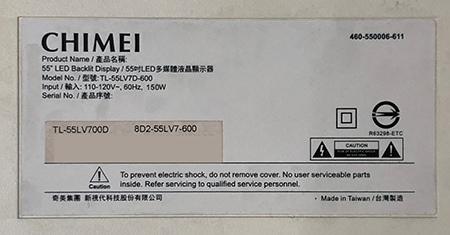 CHIMEI
460-550006-611
Product Name / 產品名稱:
55" LED Backlit Display / 55吋LED多媒體液晶顯示器
Model No. / 型號: TL-55LV7D-600
Input / 輸入: 110-120V~, 60Hz, 150W
Serial No. / 產品序號:
TL-55LV700D 8D2-55LV7-600
R63298-ETC
CAUTION
Caution
To prevent electric shock, do not remove cover. No user serviceable parts
inside. Refer servicing to qualified service personnel.
奇美集團 新視代科技股份有限公司
Made in Taiwan / 台灣製造